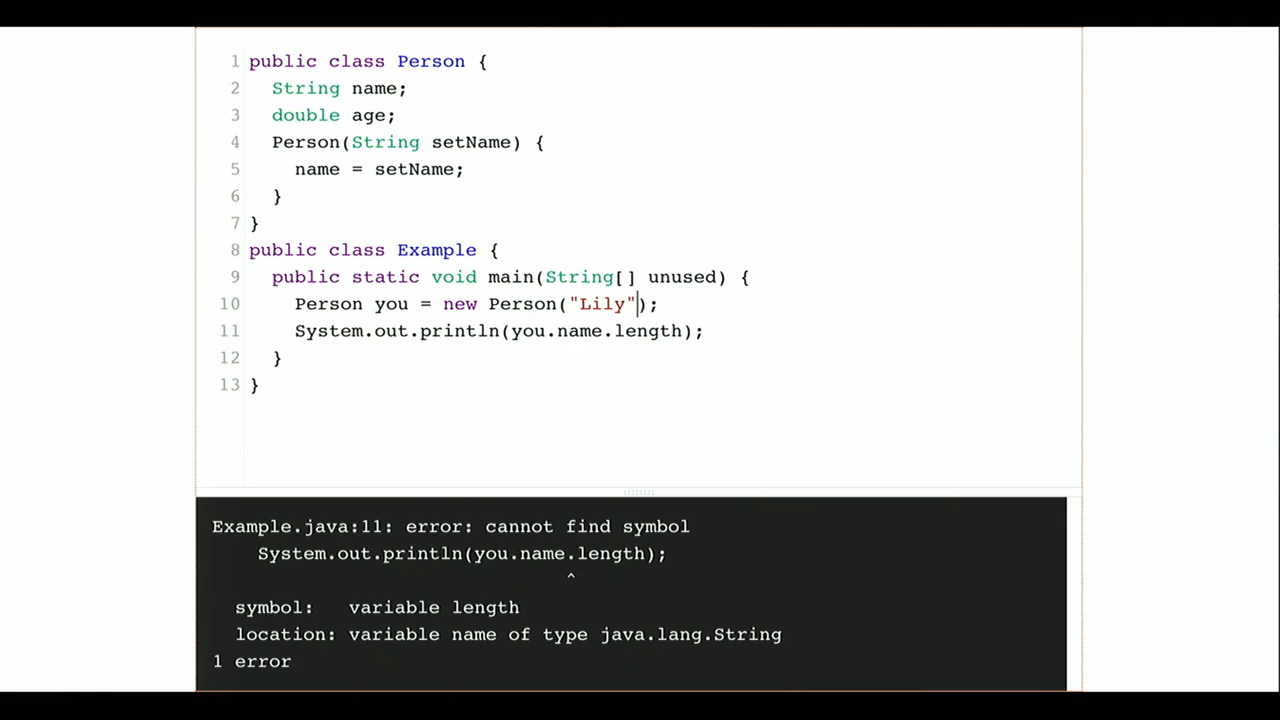 1 public class Person {
2   String name;
3   double age;
4   Person(String setName) {
5     name = setName;
6   }
7 }
8 public class Example {
9   public static void main(String[] unused) {
10     Person you = new Person("Lily");
11     System.out.println(you.name.length);
12   }
13 }
Example.java:11: error: cannot find symbol
    System.out.println(you.name.length);
                               ^
  symbol:   variable length
  location: variable name of type java.lang.String
1 error